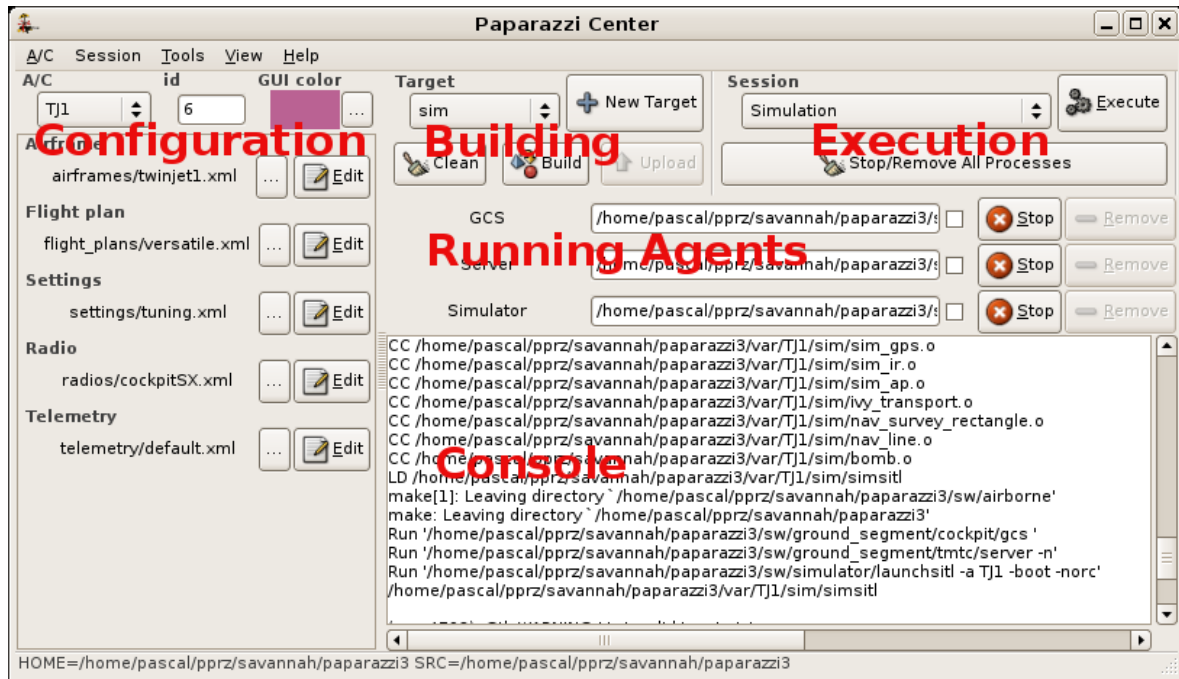 Paparazzi Center
A/C Session Tools View Help
A/C id GUI color
TJ1 6 ...
Configuration
Airframe
airframes/twinjet1.xml ... Edit
Flight plan
flight_plans/versatile.xml ... Edit
Settings
settings/tuning.xml ... Edit
Radio
radios/cockpitSX.xml ... Edit
Telemetry
telemetry/default.xml ... Edit
Target
sim New Target
Building
Clean Build Upload
Session
Simulation Execute
Execution
Stop/Remove All Processes
GCS /home/pascal/pprz/savannah/paparazzi3/s Stop Remove
Running Agents
Server /home/pascal/pprz/savannah/paparazzi3/s Stop Remove
Simulator /home/pascal/pprz/savannah/paparazzi3/s Stop Remove
CC /home/pascal/pprz/savannah/paparazzi3/var/TJ1/sim/sim_gps.o
CC /home/pascal/pprz/savannah/paparazzi3/var/TJ1/sim/sim_ir.o
CC /home/pascal/pprz/savannah/paparazzi3/var/TJ1/sim/sim_ap.o
CC /home/pascal/pprz/savannah/paparazzi3/var/TJ1/sim/ivy_transport.o
CC /home/pascal/pprz/savannah/paparazzi3/var/TJ1/sim/nav_survey_rectangle.o
CC /home/pascal/pprz/savannah/paparazzi3/var/TJ1/sim/nav_line.o
CC /home/pascal/pprz/savannah/paparazzi3/var/TJ1/sim/bomb.o
Console
LD /home/pascal/pprz/savannah/paparazzi3/var/TJ1/sim/simsitl
make[1]: Leaving directory `/home/pascal/pprz/savannah/paparazzi3/sw/airborne'
make: Leaving directory `/home/pascal/pprz/savannah/paparazzi3'
Run '/home/pascal/pprz/savannah/paparazzi3/sw/ground_segment/cockpit/gcs '
Run '/home/pascal/pprz/savannah/paparazzi3/sw/ground_segment/tmtc/server -n'
Run '/home/pascal/pprz/savannah/paparazzi3/sw/simulator/launchsitl -a TJ1 -boot -norc'
/home/pascal/pprz/savannah/paparazzi3/var/TJ1/sim/simsitl
HOME=/home/pascal/pprz/savannah/paparazzi3 SRC=/home/pascal/pprz/savannah/paparazzi3